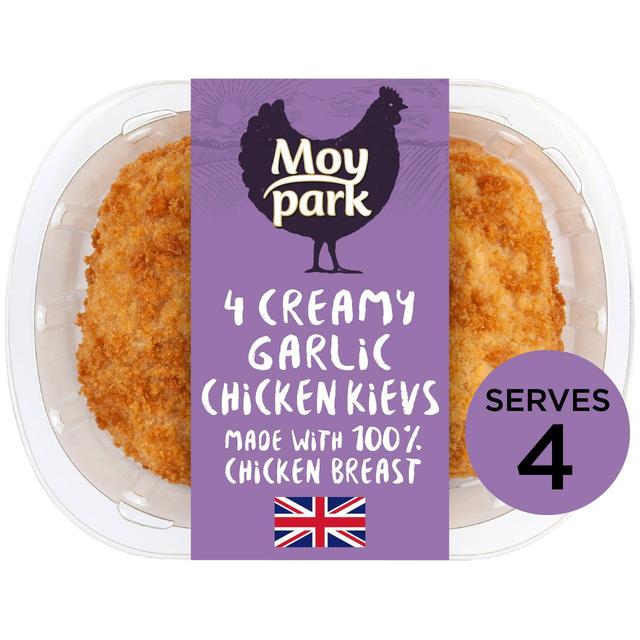 Moy
park
4 CREAMY
GARLIC
CHICKEN KIEVS
MADE WITH 100%
CHICKEN BREAST
SERVES
4